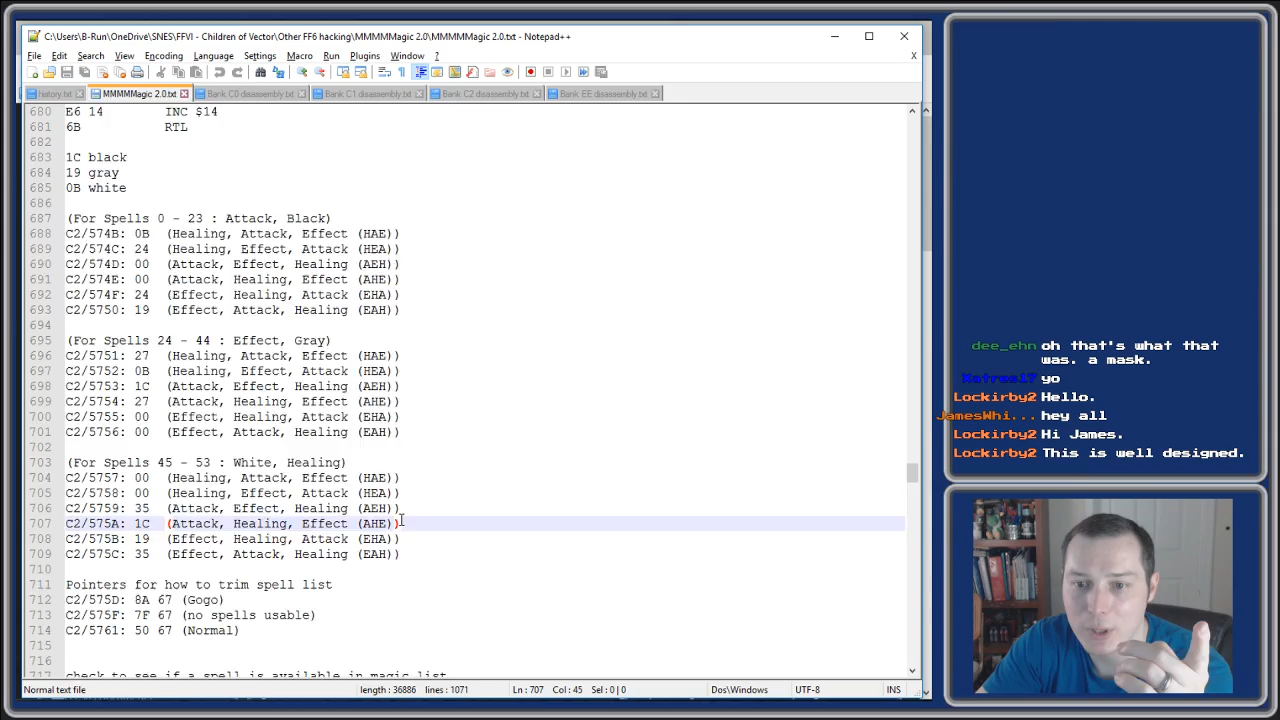 C:\Users\B-Run\OneDrive\SNES\FFVI - Children of Vector\Other FF6 hacking\MMMMMagic 2.0\MMMMMagic 2.0.txt - Notepad++
File Edit Search View Encoding Language Settings Macro Run Plugins Window ? X
history.txt MMMMMagic 2.0.txt Bank C0 disassembly.txt Bank C1 disassembly.txt Bank C2 disassembly.txt Bank EE disassembly.txt
680 E6 14 INC $14
681 6B RTL
682
683 1C black
684 19 gray
685 0B white
686
687 (For Spells 0 - 23 : Attack, Black)
688 C2/574B: 0B (Healing, Attack, Effect (HAE))
689 C2/574C: 24 (Healing, Effect, Attack (HEA))
690 C2/574D: 00 (Attack, Effect, Healing (AEH))
691 C2/574E: 00 (Attack, Healing, Effect (AHE))
692 C2/574F: 24 (Effect, Healing, Attack (EHA))
693 C2/5750: 19 (Effect, Attack, Healing (EAH))
694
695 (For Spells 24 - 44 : Effect, Gray)
696 C2/5751: 27 (Healing, Attack, Effect (HAE))
697 C2/5752: 0B (Healing, Effect, Attack (HEA))
698 C2/5753: 1C (Attack, Effect, Healing (AEH))
699 C2/5754: 27 (Attack, Healing, Effect (AHE))
700 C2/5755: 00 (Effect, Healing, Attack (EHA))
701 C2/5756: 00 (Effect, Attack, Healing (EAH))
702
703 (For Spells 45 - 53 : White, Healing)
704 C2/5757: 00 (Healing, Attack, Effect (HAE))
705 C2/5758: 00 (Healing, Effect, Attack (HEA))
706 C2/5759: 35 (Attack, Effect, Healing (AEH))
707 C2/575A: 1C (Attack, Healing, Effect (AHE))
708 C2/575B: 19 (Effect, Healing, Attack (EHA))
709 C2/575C: 35 (Effect, Attack, Healing (EAH))
710
711 Pointers for how to trim spell list
712 C2/575D: 8A 67 (Gogo)
713 C2/575F: 7F 67 (no spells usable)
714 C2/5761: 50 67 (Normal)
715
716
717 check to see if a spell is available in magic list
Normal text file length : 36886 lines : 1071 Ln : 707 Col : 45 Sel : 0 | 0 Dos\Windows UTF-8 INS
dee_ehn oh that's what that
was. a mask.
yo
Lockirby2 Hello.
JamesWhi... hey all
Lockirby2 Hi James.
Lockirby2 This is well designed.